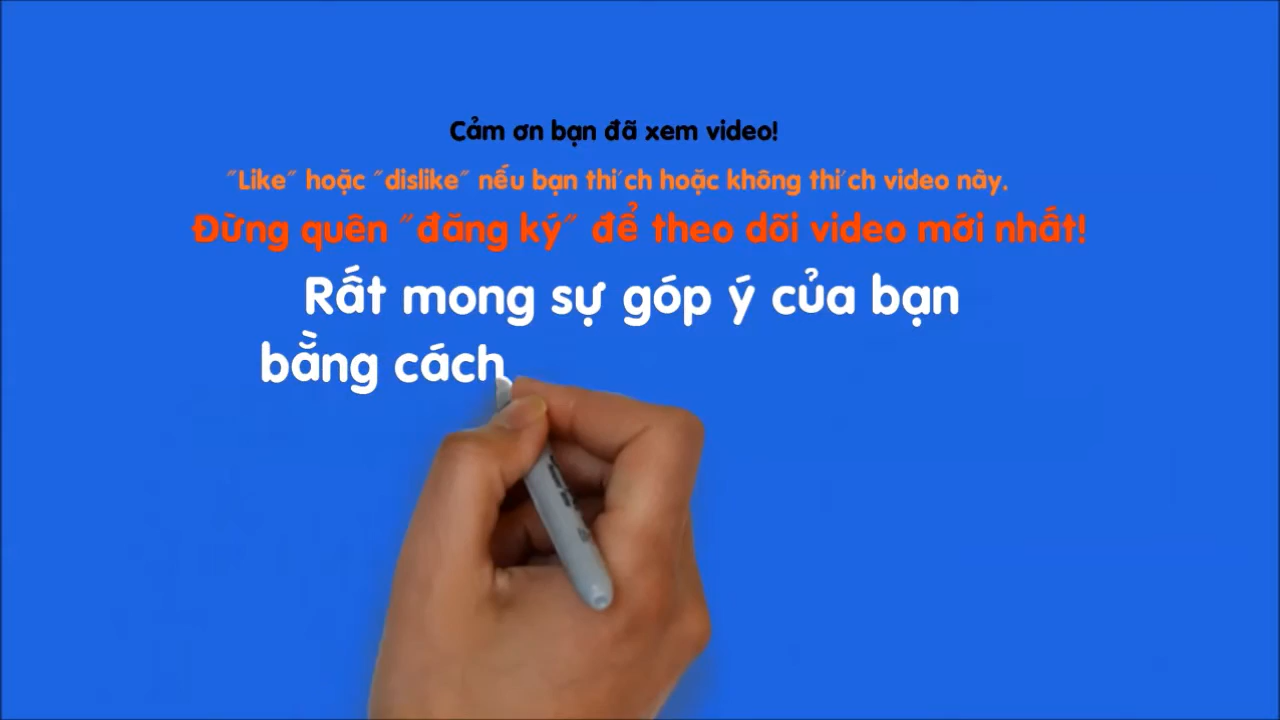 Cảm ơn bạn đã xem video!
"Like" hoặc "dislike" nếu bạn thích hoặc không thích video này.
Đừng quên "đăng ký" để theo dõi video mới nhất!
Rất mong sự góp ý của bạn
bằng cách